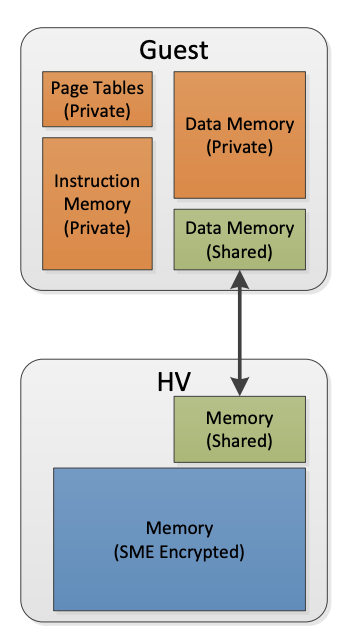 Guest
Page Tables
(Private)
Data Memory
(Private)
Instruction
Memory
(Private)
Data Memory
(Shared)
HV
Memory
(Shared)
Memory
(SME Encrypted)